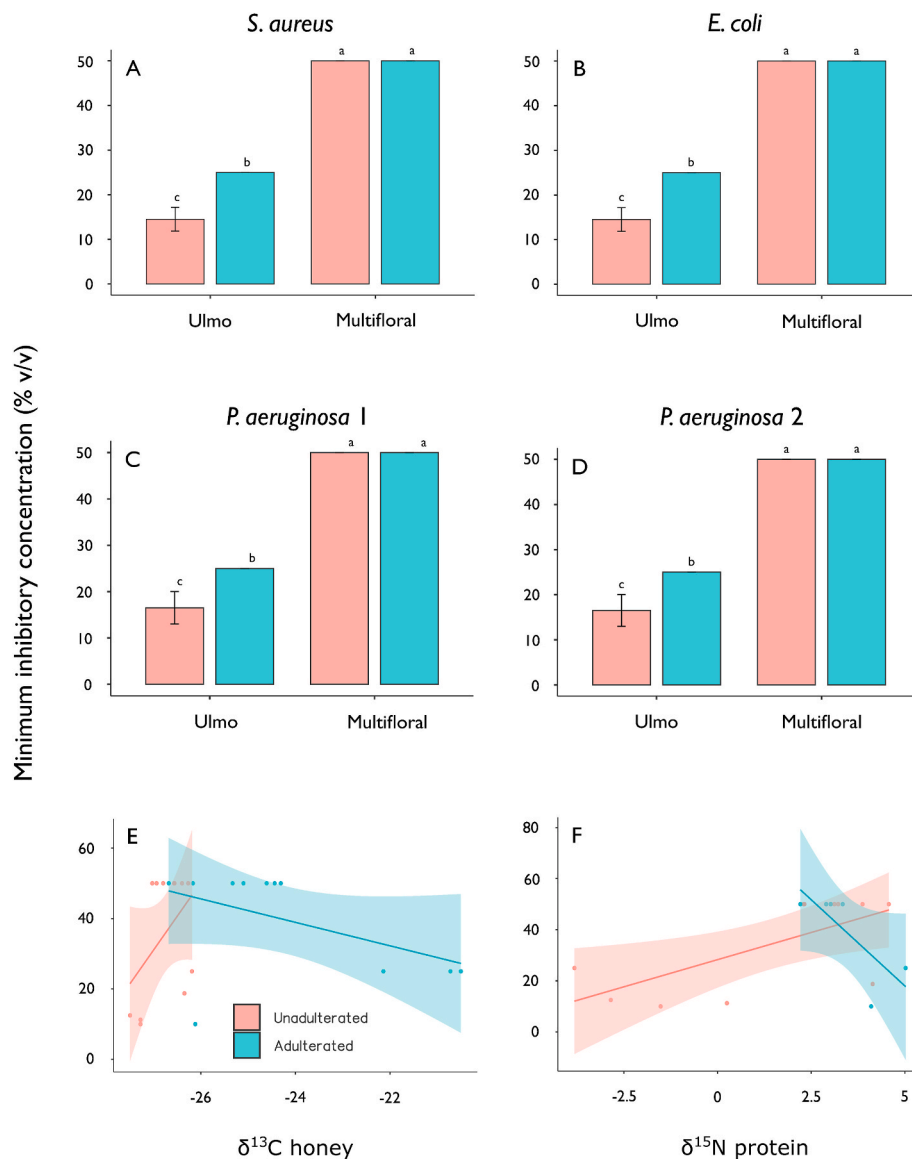 S. aureus
E. coli
A
a a
b
c
50
40
30
20
10
0
Ulmo Multifloral
B
a a
b
c
50
40
30
20
10
0
Ulmo Multifloral
Minimum inhibitory concentration (% v/v)
P. aeruginosa 1
P. aeruginosa 2
C
a a
b
c
50
40
30
20
10
0
Ulmo Multifloral
D
a a
b
c
50
40
30
20
10
0
Ulmo Multifloral
E
60
40
20
0
Unadulterated
Adulterated
-26 -24 -22
δ¹³C honey
F
80
60
40
20
0
-2.5 0 2.5 5
δ¹⁵N protein